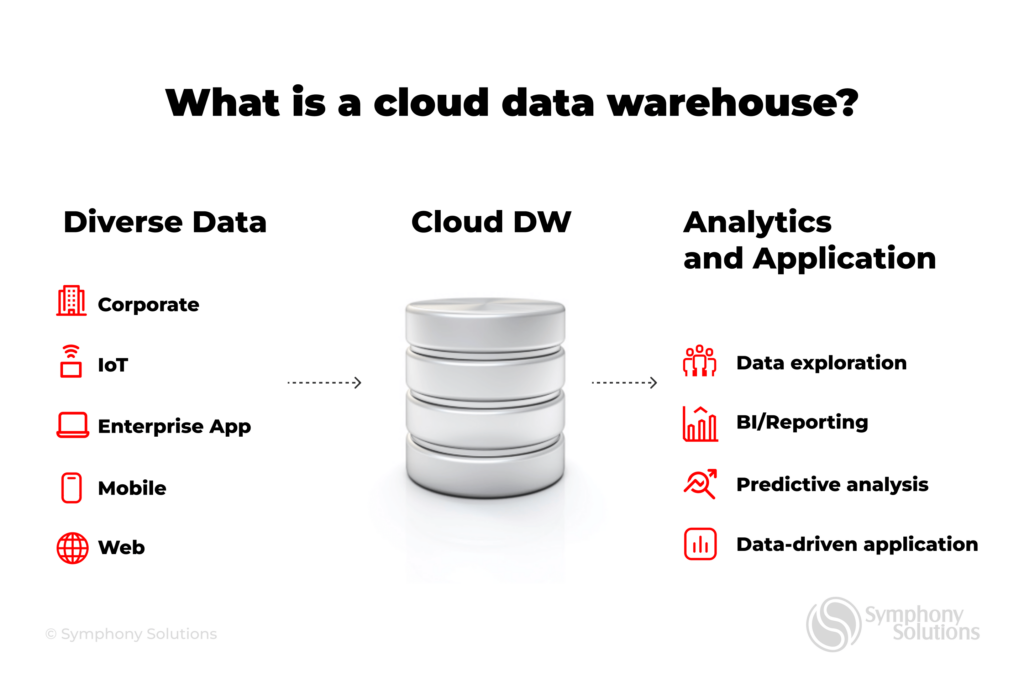 What is a cloud data warehouse?
Diverse Data
Corporate
IoT
Enterprise App
Mobile
Web
Cloud DW
Analytics
and Application
Data exploration
BI/Reporting
Predictive analysis
Data-driven application
© Symphony Solutions
Symphony
Solutions